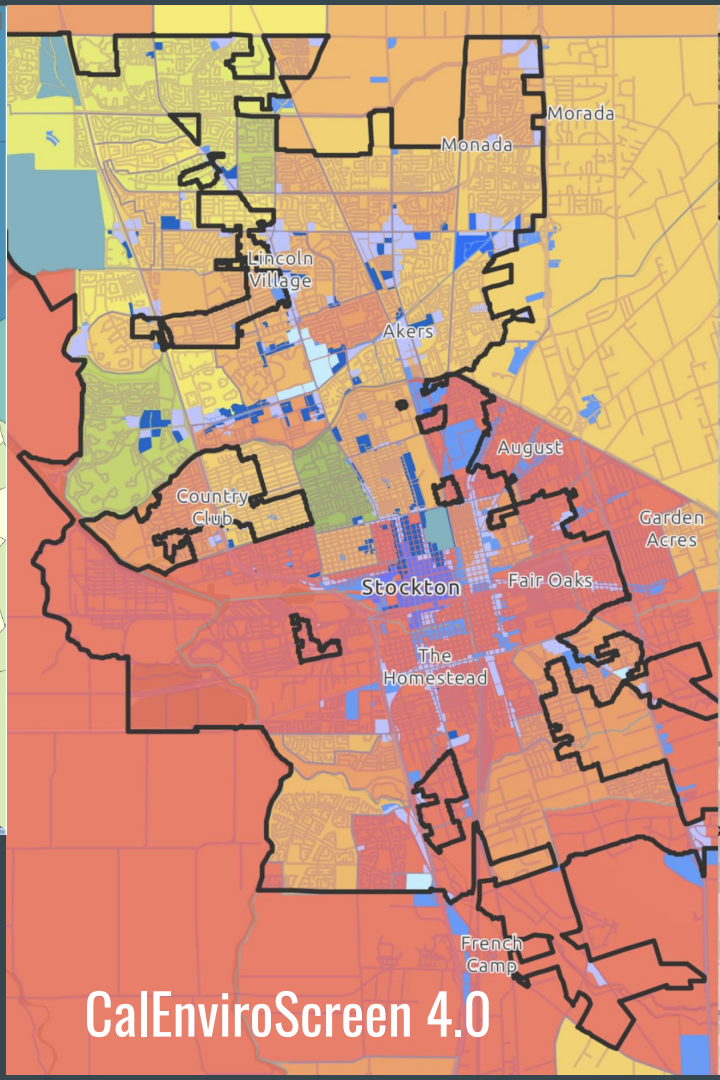 Morada
Monada
Lincoln
Village
Akers
August
Country
Club
Garden
Acres
Stockton
Fair Oaks
The
Homestead
French
Camp
CalEnviroScreen 4.0